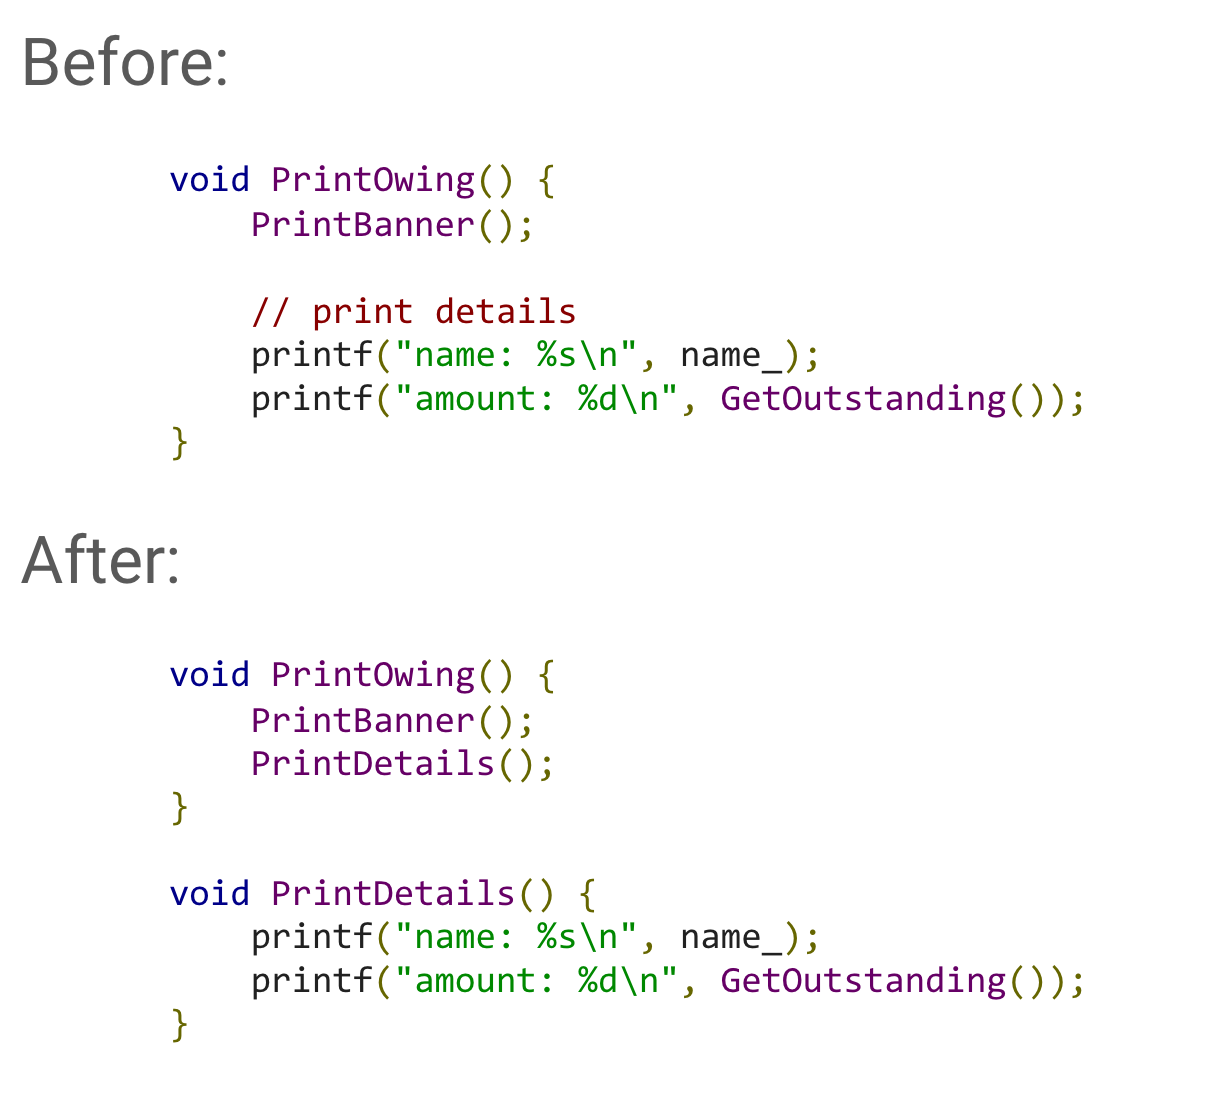 Before:
void PrintOwing() {
    PrintBanner();
    // print details
    printf("name: %s\n", name_);
    printf("amount: %d\n", GetOutstanding());
}
After:
void PrintOwing() {
    PrintBanner();
    PrintDetails();
}
void PrintDetails() {
    printf("name: %s\n", name_);
    printf("amount: %d\n", GetOutstanding());
}